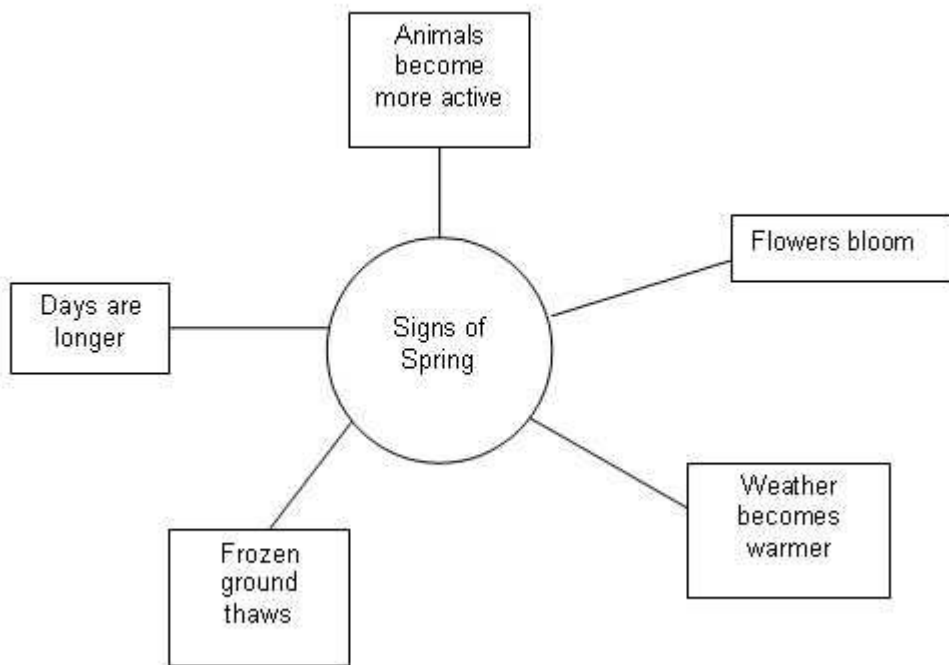 Animals
become
more active
Flowers bloom
Days are
longer
Signs of
Spring
Weather
becomes
warmer
Frozen
ground
thaws